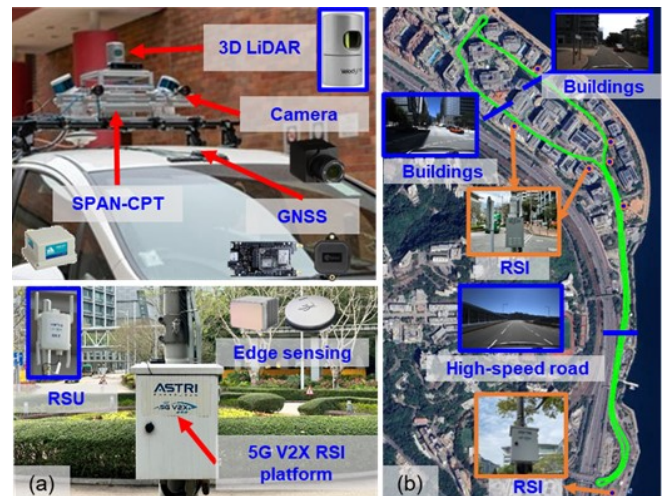 3D LiDAR
Camera
SPAN-CPT
GNSS
RSU
ASTRI
5G V2X
Edge sensing
5G V2X RSI
platform
(a)
Buildings
Buildings
RSI
High-speed road
RSI
(b)